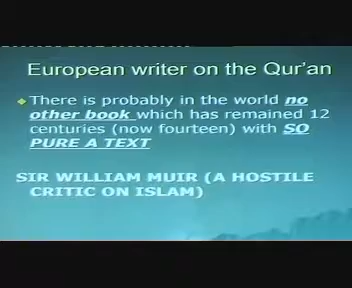 European writer on the Qur'an
There is probably in the world no
other book which has remained 12
centuries (now fourteen) with SO
PURE A TEXT
SIR WILLIAM MUIR (A HOSTILE
CRITIC ON ISLAM)